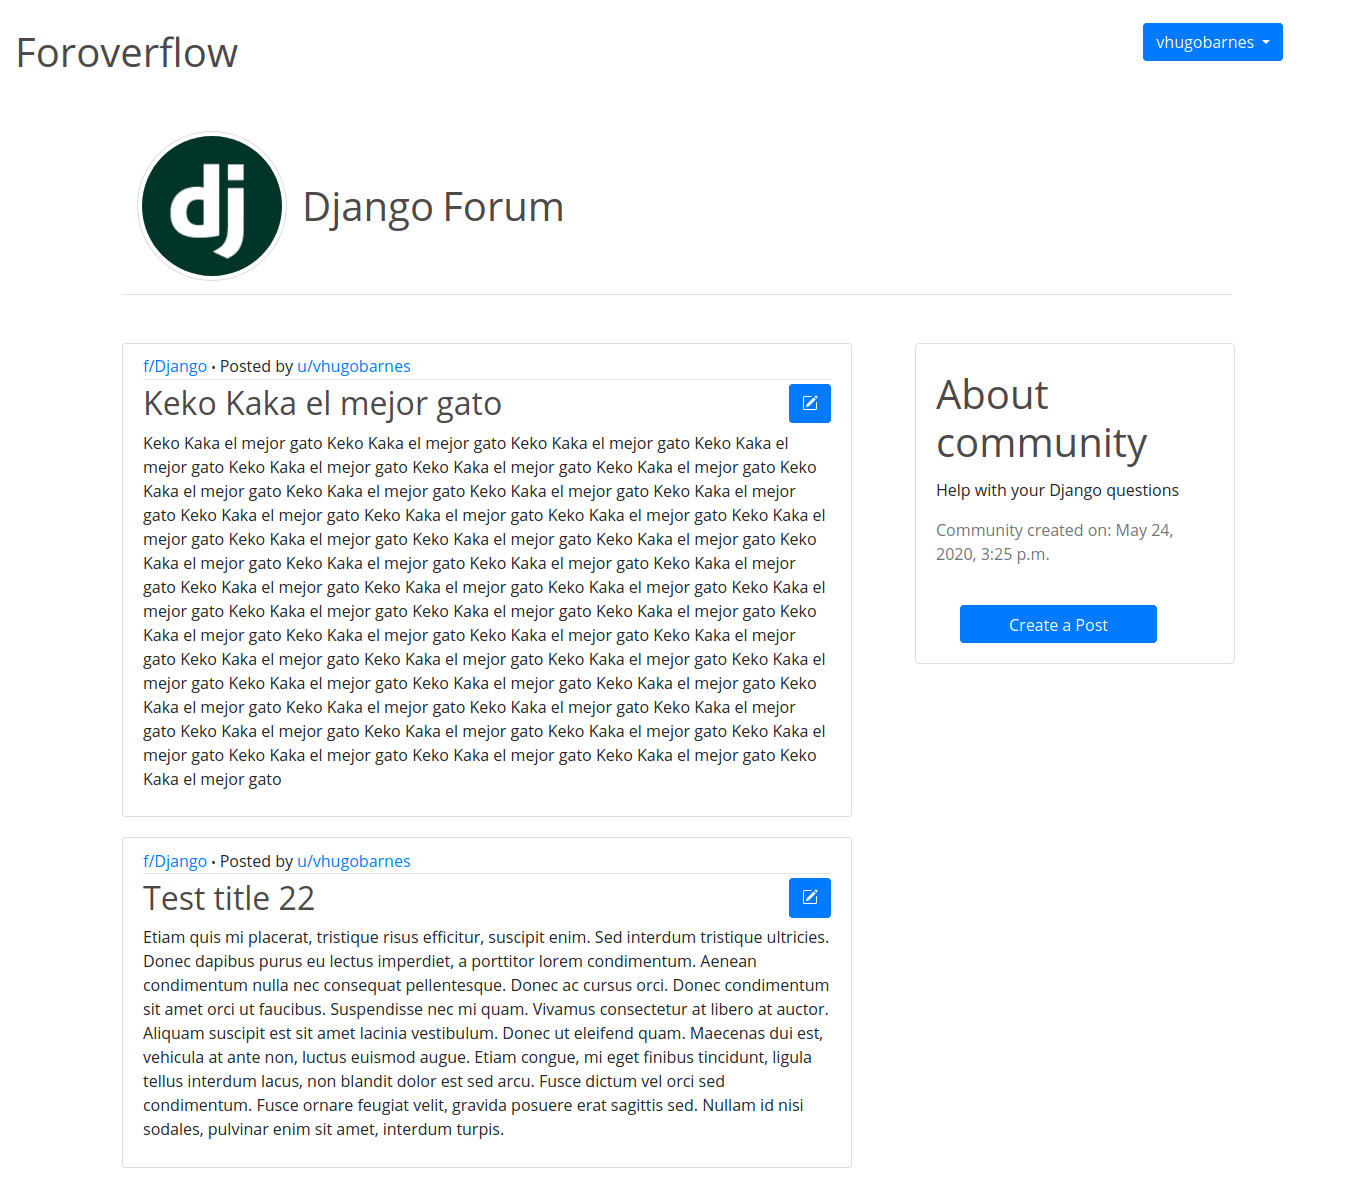 Foroverflow
vhugobarnes
dj
Django Forum
f/Django • Posted by u/vhugobarnes
Keko Kaka el mejor gato
Keko Kaka el mejor gato Keko Kaka el mejor gato Keko Kaka el mejor gato Keko Kaka el
mejor gato Keko Kaka el mejor gato Keko Kaka el mejor gato Keko Kaka el mejor gato Keko
Kaka el mejor gato Keko Kaka el mejor gato Keko Kaka el mejor gato Keko Kaka el mejor
gato Keko Kaka el mejor gato Keko Kaka el mejor gato Keko Kaka el mejor gato Keko Kaka el
mejor gato Keko Kaka el mejor gato Keko Kaka el mejor gato Keko Kaka el mejor gato Keko
Kaka el mejor gato Keko Kaka el mejor gato Keko Kaka el mejor gato Keko Kaka el mejor
gato Keko Kaka el mejor gato Keko Kaka el mejor gato Keko Kaka el mejor gato Keko Kaka el
mejor gato Keko Kaka el mejor gato Keko Kaka el mejor gato Keko Kaka el mejor gato Keko
Kaka el mejor gato Keko Kaka el mejor gato Keko Kaka el mejor gato Keko Kaka el mejor
gato Keko Kaka el mejor gato Keko Kaka el mejor gato Keko Kaka el mejor gato Keko Kaka el
mejor gato Keko Kaka el mejor gato Keko Kaka el mejor gato Keko Kaka el mejor gato Keko
Kaka el mejor gato Keko Kaka el mejor gato Keko Kaka el mejor gato Keko Kaka el mejor
gato Keko Kaka el mejor gato Keko Kaka el mejor gato Keko Kaka el mejor gato Keko Kaka el
mejor gato Keko Kaka el mejor gato Keko Kaka el mejor gato Keko Kaka el mejor gato Keko
Kaka el mejor gato
f/Django • Posted by u/vhugobarnes
Test title 22
Etiam quis mi placerat, tristique risus efficitur, suscipit enim. Sed interdum tristique ultricies.
Donec dapibus purus eu lectus imperdiet, a porttitor lorem condimentum. Aenean
condimentum nulla nec consequat pellentesque. Donec ac cursus orci. Donec condimentum
sit amet orci ut faucibus. Suspendisse nec mi quam. Vivamus consectetur at libero at auctor.
Aliquam suscipit est sit amet lacinia vestibulum. Donec ut eleifend quam. Maecenas dui est,
vehicula at ante non, luctus euismod augue. Etiam congue, mi eget finibus tincidunt, ligula
tellus interdum lacus, non blandit dolor est sed arcu. Fusce dictum vel orci sed
condimentum. Fusce ornare feugiat velit, gravida posuere erat sagittis sed. Nullam id nisi
sodales, pulvinar enim sit amet, interdum turpis.
About
community
Help with your Django questions
Community created on: May 24,
2020, 3:25 p.m.
Create a Post